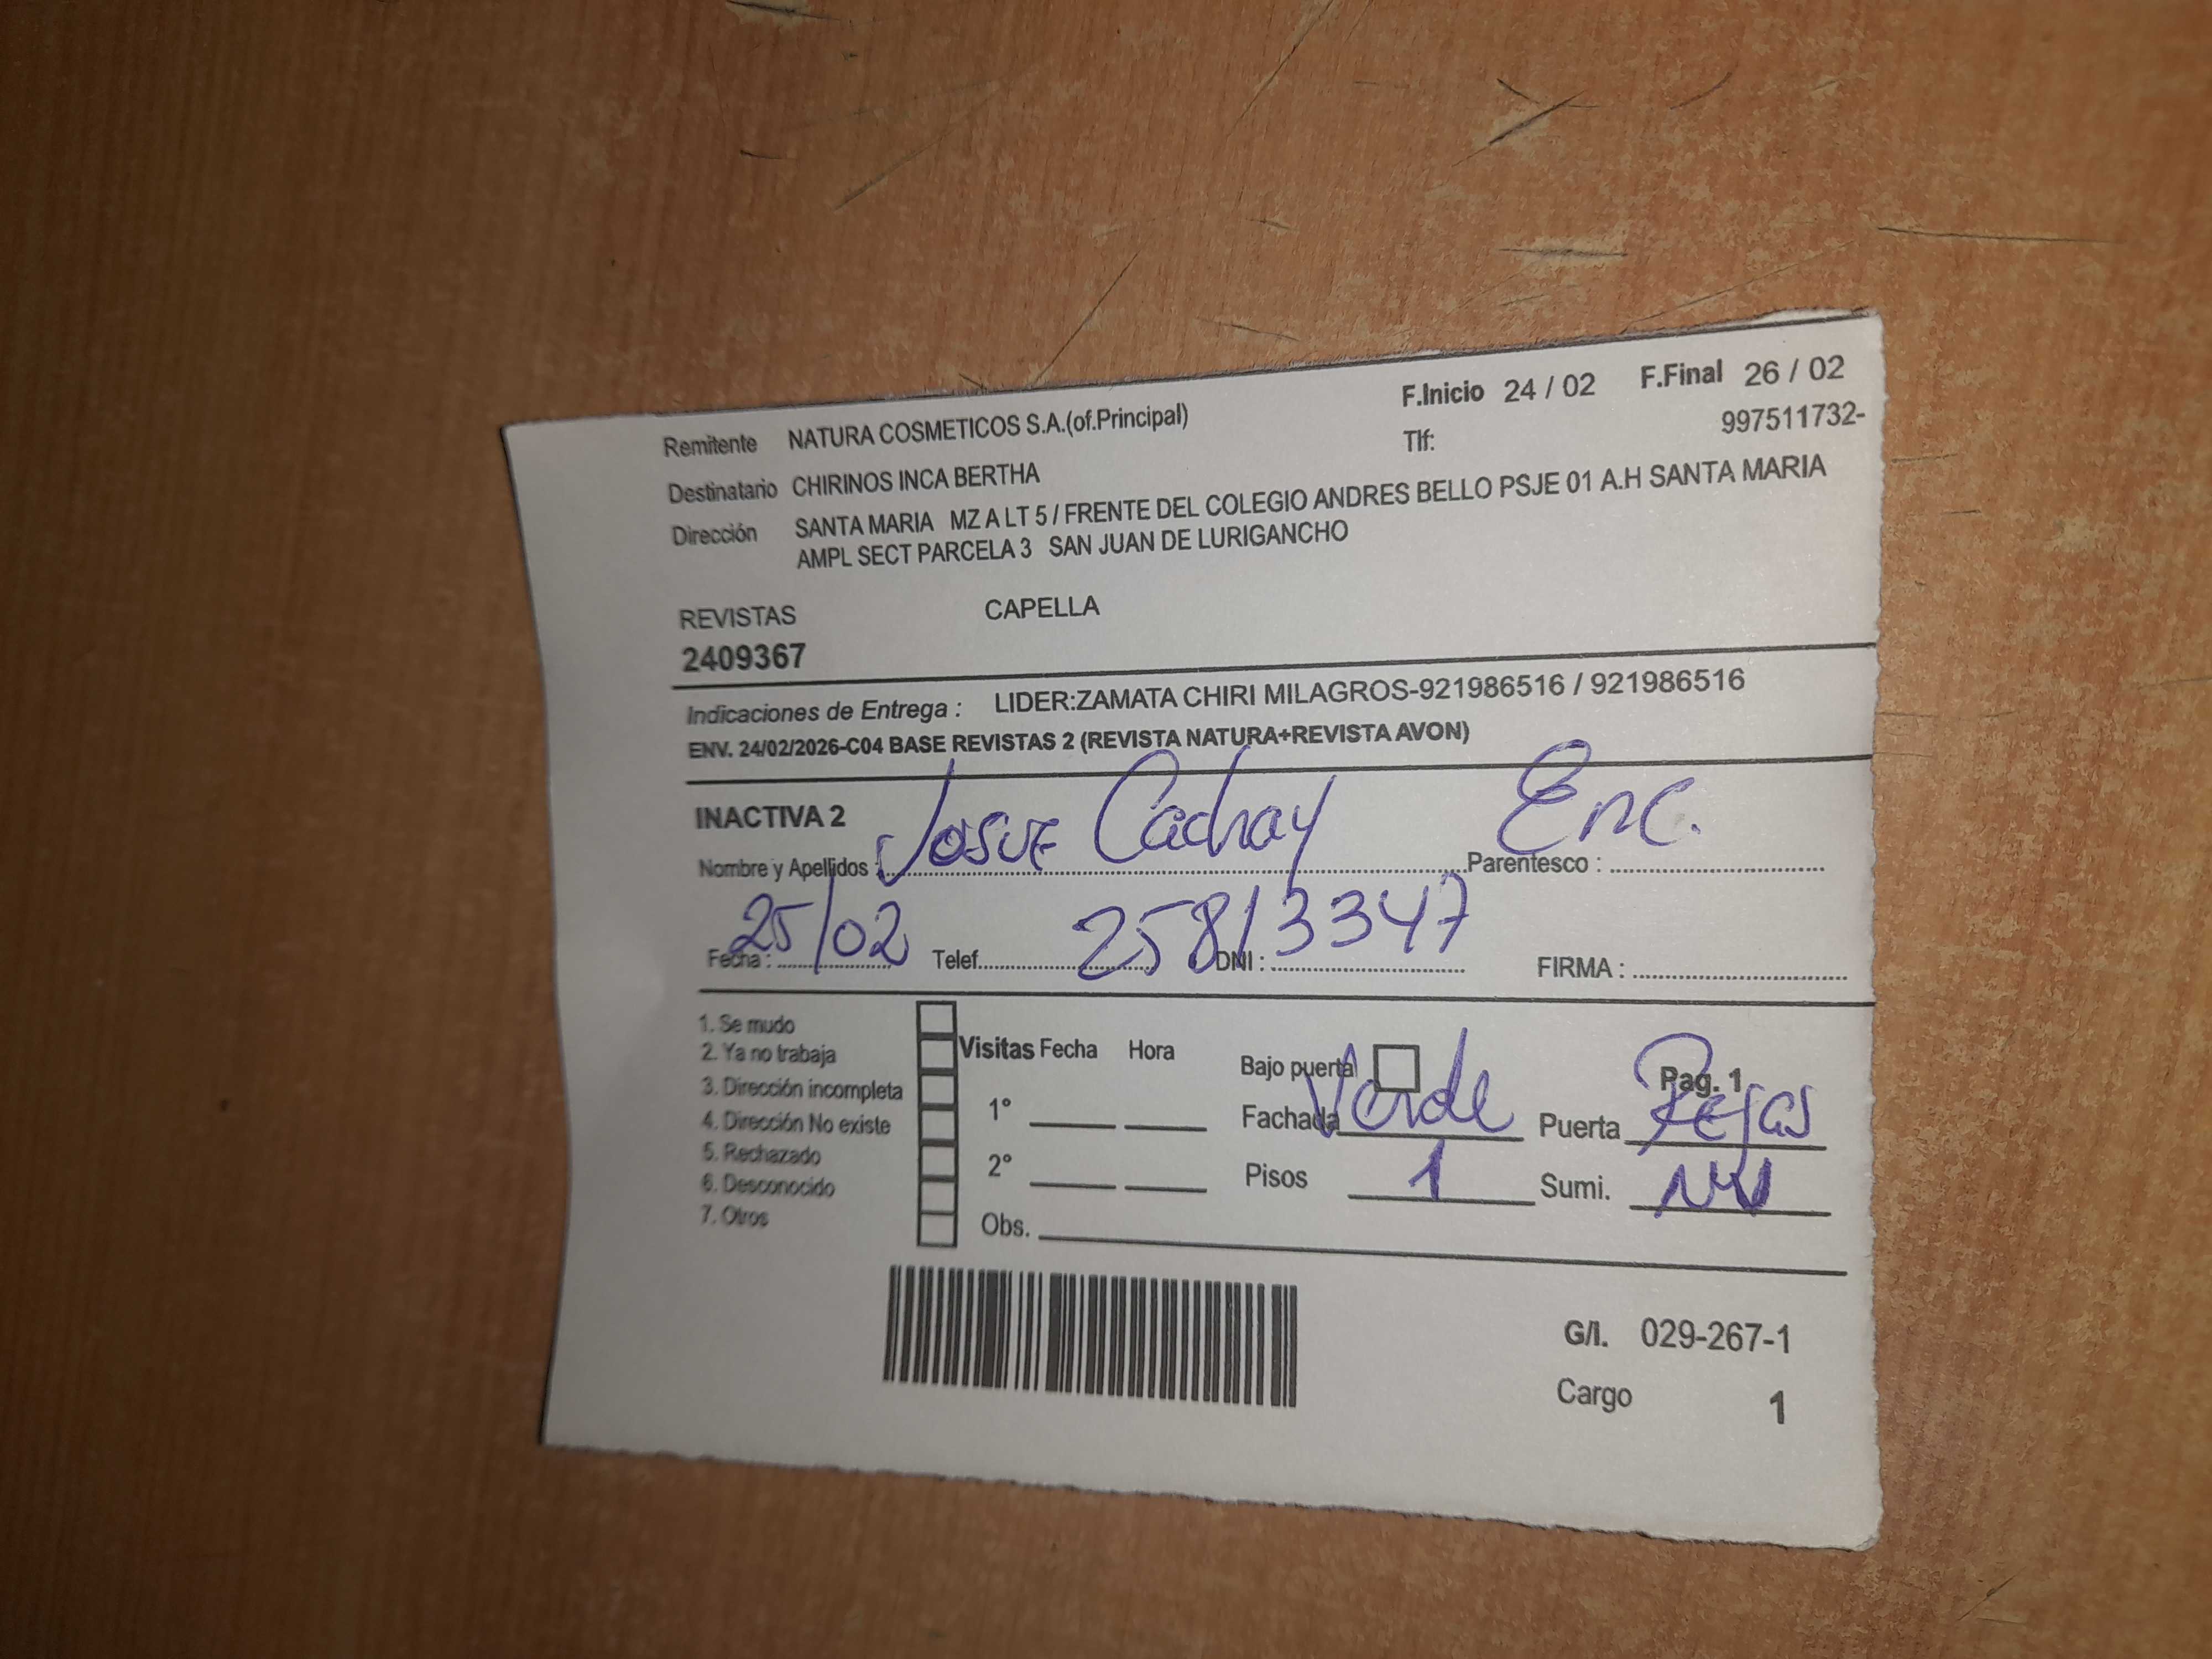 F.Inicio 24 / 02 F.Final 26 / 02
Remitente NATURA COSMETICOS S.A.(of.Principal) Tlf: 997511732-
Destinatario CHIRINOS INCA BERTHA
Dirección SANTA MARIA MZ A LT 5 / FRENTE DEL COLEGIO ANDRES BELLO PSJE 01 A.H SANTA MARIA
AMPL SECT PARCELA 3 SAN JUAN DE LURIGANCHO
REVISTAS CAPELLA
2409367
Indicaciones de Entrega : LIDER:ZAMATA CHIRI MILAGROS-921986516 / 921986516
ENV. 24/02/2026-C04 BASE REVISTAS 2 (REVISTA NATURA+REVISTA AVON)
INACTIVA 2
Nombre y Apellidos : Josue Cachay Parentesco : Enc.
Fecha : 25/02 Telef. DNI : 25813347 FIRMA :
1. Se mudo
2. Ya no trabaja
3. Dirección incompleta
4. Dirección No existe
5. Rechazado
6. Desconocido
7. Otros
Visitas Fecha Hora
1°
2°
Obs.
Bajo puerta Pag. 1
Fachada Verde Puerta Rejas
Pisos 1 Sumi.
G/I. 029-267-1
Cargo 1